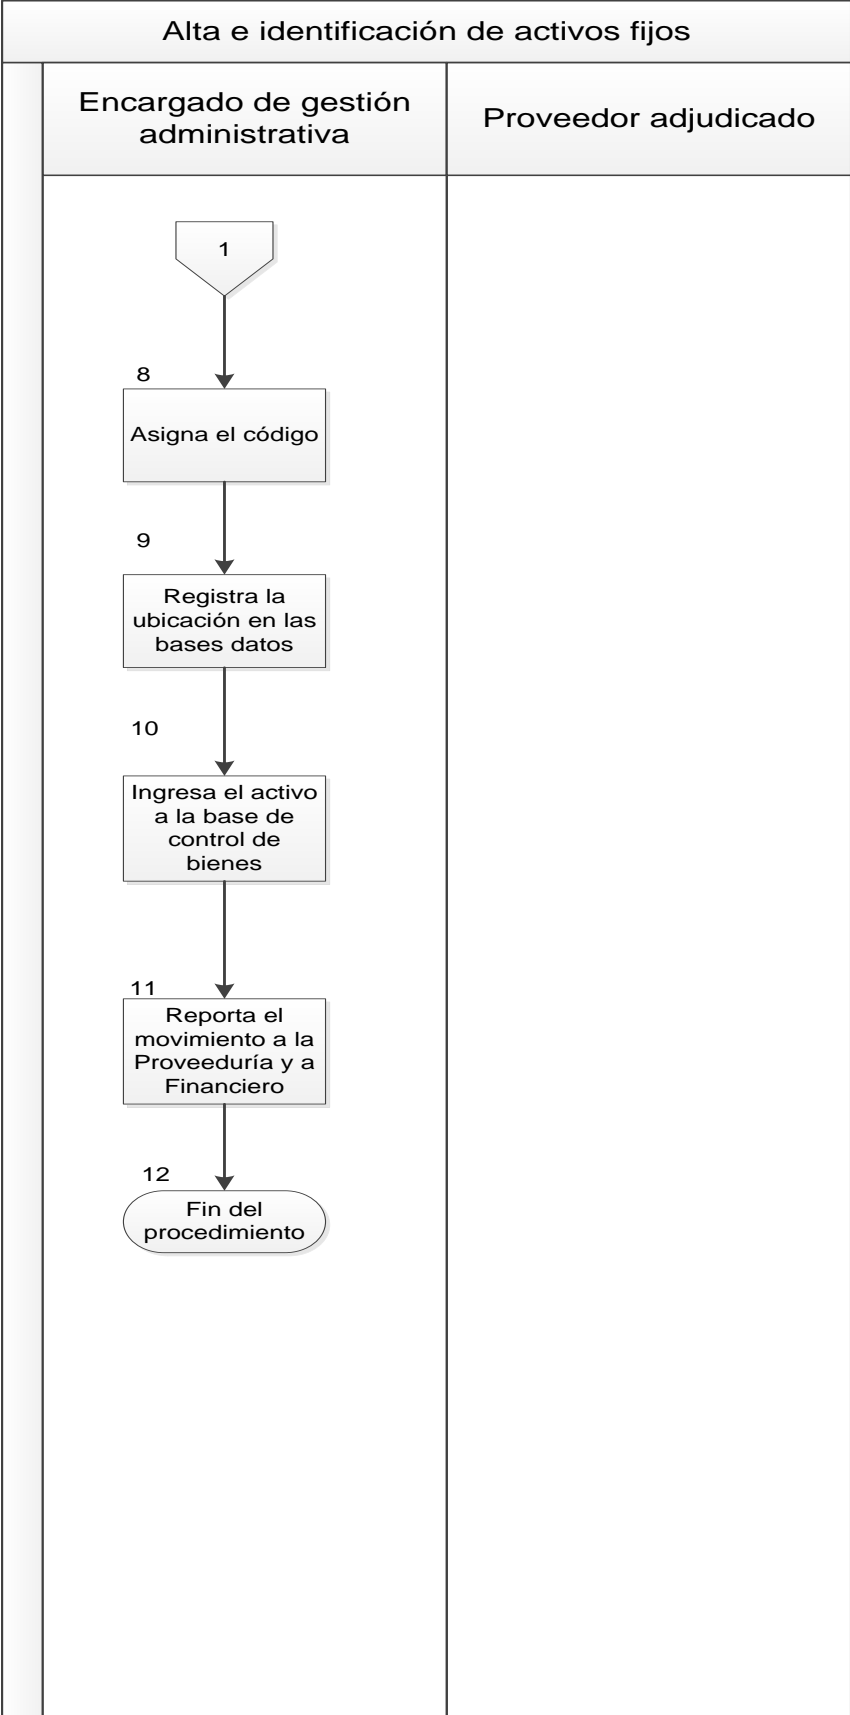 Alta e identificación de activos fijos
Encargado de gestión
administrativa
Proveedor adjudicado
1
8
Asigna el código
9
Registra la
ubicación en las
bases datos
10
Ingresa el activo
a la base de
control de
bienes
11
Reporta el
movimiento a la
Proveeduría y a
Financiero
12
Fin del
procedimiento